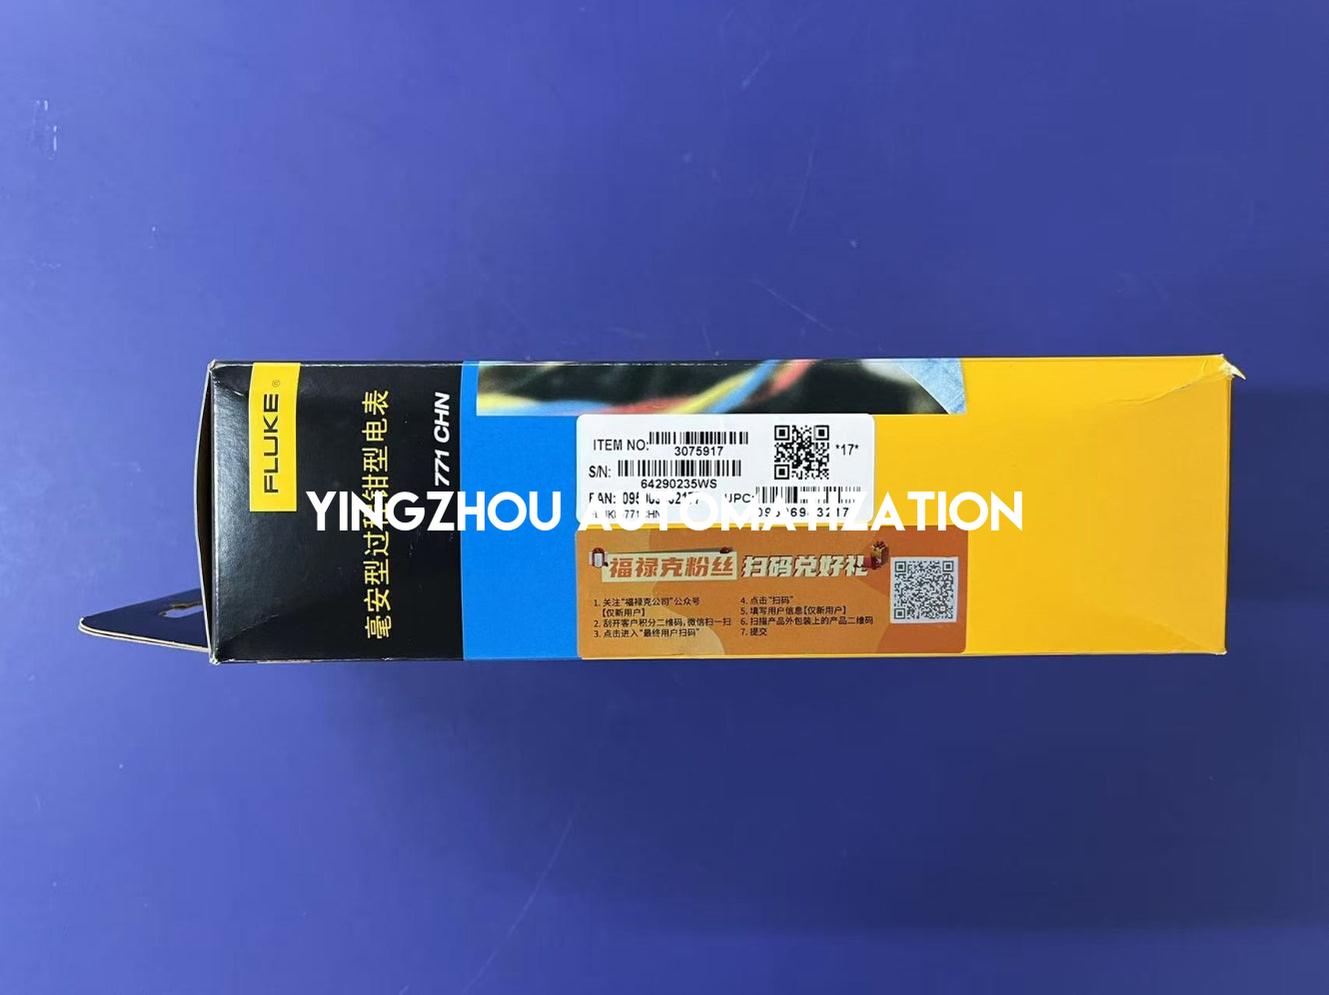 FLUKE®
毫安型过程钳型电表
771 CHN
ITEM NO:
3075917
*17*
S/N:
64290235WS
UPC:
YINGZHOU AUTOMATIZATION
福禄克粉丝 扫码兑好礼
1. 关注"福禄克公司"公众号
【仅新用户】
2. 刮开客户积分二维码, 微信扫一扫
3. 点击进入"最终用户扫码"
4. 点击"扫码"
5. 填写用户信息【仅新用户】
6. 扫描产品外包装上的产品二维码
7. 提交